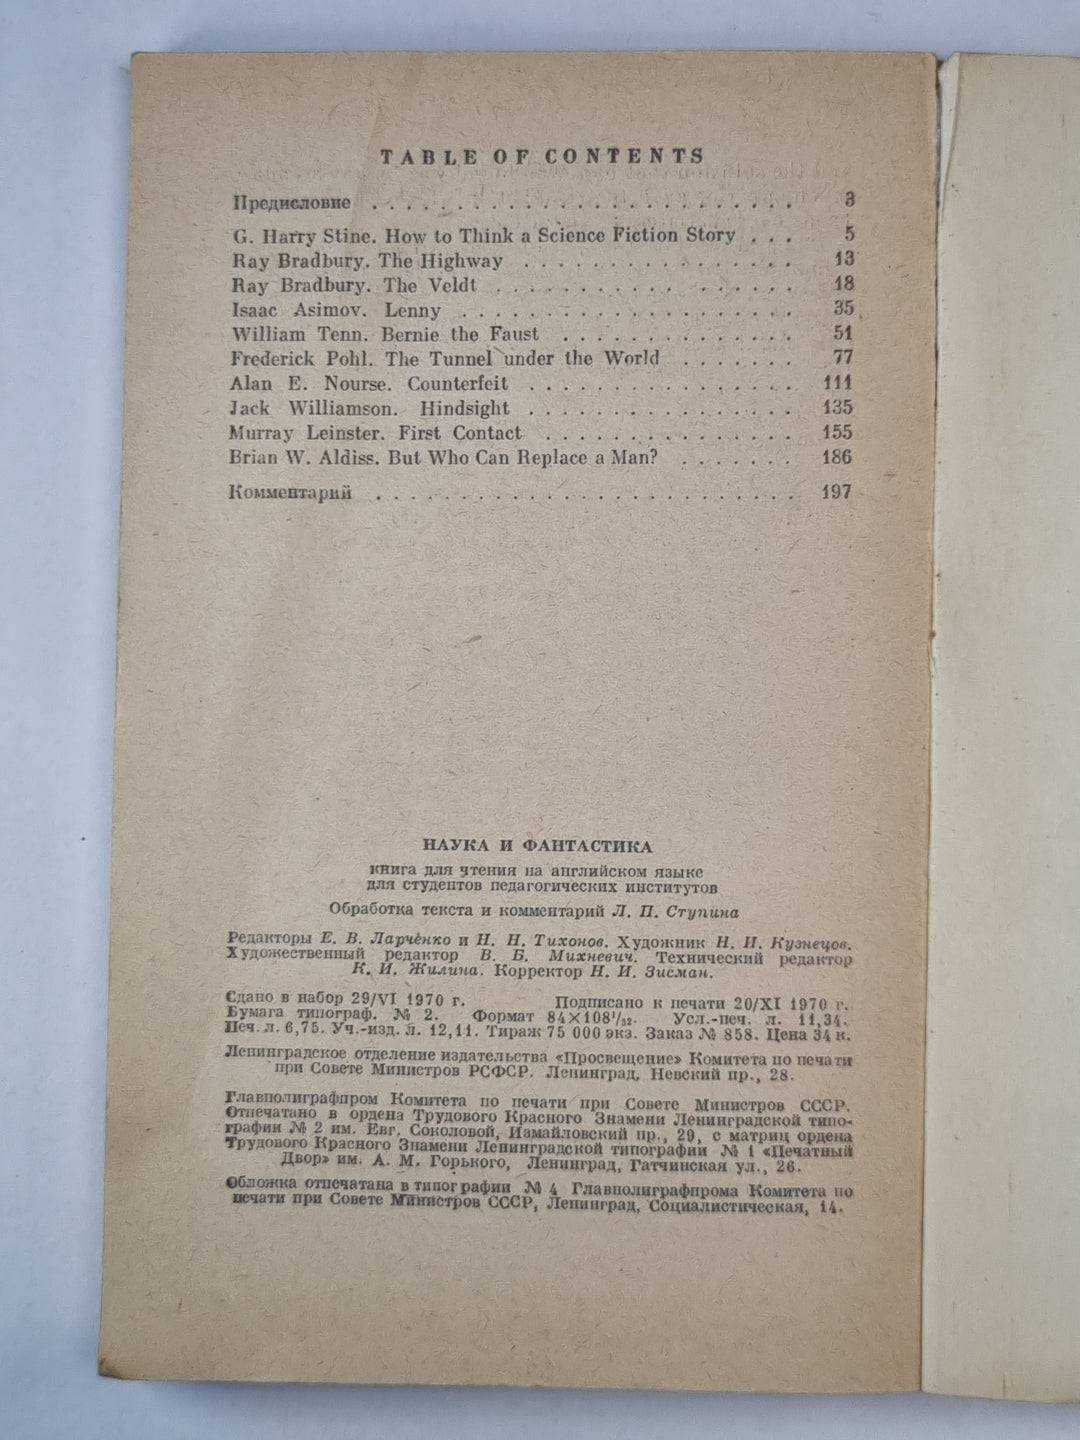 TABLE OF CONTENTS
Предисловие . . . . . . . . . . . . . . . . . . . . . . . . 3
G. Harry Stine. How to Think a Science Fiction Story . . . 5
Ray Bradbury. The Highway . . . . . . . . . . . . . . . . 13
Ray Bradbury. The Veldt . . . . . . . . . . . . . . . . . 18
Isaac Asimov. Lenny . . . . . . . . . . . . . . . . . . . 35
William Tenn. Bernie the Faust . . . . . . . . . . . . . . 51
Frederick Pohl. The Tunnel under the World . . . . . . . 77
Alan E. Nourse. Counterfeit . . . . . . . . . . . . . . . . 111
Jack Williamson. Hindsight . . . . . . . . . . . . . . . . 135
Murray Leinster. First Contact . . . . . . . . . . . . . . 155
Brian W. Aldiss. But Who Can Replace a Man? . . . . . . . 186
Комментарий . . . . . . . . . . . . . . . . . . . . . . . . 197
НАУКА И ФАНТАСТИКА
книга для чтения на английском языке
для студентов педагогических институтов
Обработка текста и комментарий Л. П. Ступина
Редакторы Е. В. Ларченко и Н. Н. Тихонов. Художник Н. И. Кузнецов.
Художественный редактор В. Б. Михневич. Технический редактор
К. И. Жилина. Корректор Н. И. Зисман.
Сдано в набор 29/VI 1970 г. Подписано к печати 20/XI 1970 г.
Бумага типограф. № 2. Формат 84×108¹/₃₂. Усл.-печ. л. 11,34.
Печ. л. 6,75. Уч.-изд. л. 12,11. Тираж 75 000 экз. Заказ № 858. Цена 34 к.
Ленинградское отделение издательства «Просвещение» Комитета по печати
при Совете Министров РСФСР. Ленинград, Невский пр., 28.
Главполиграфпром Комитета по печати при Совете Министров СССР.
Отпечатано в ордена Трудового Красного Знамени Ленинградской типо-
графии № 2 им. Евг. Соколовой, Измайловский пр., 29, с матриц ордена
Трудового Красного Знамени Ленинградской типографии № 1 «Печатный
Двор» им. А. М. Горького, Ленинград, Гатчинская ул., 26.
Обложка отпечатана в типографии № 4 Главполиграфпрома Комитета по
печати при Совете Министров СССР, Ленинград, Социалистическая, 14.